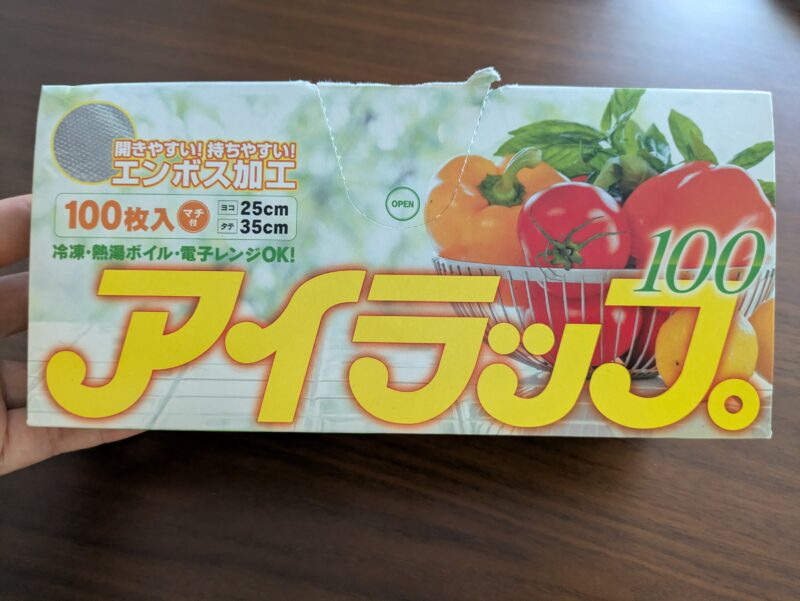 開きやすい! 持ちやすい!
エンボス加工
100枚入 マチ付 ヨコ 25cm
タテ 35cm
冷凍・熱湯ボイル・電子レンジOK!
OPEN
100
アイラップ。